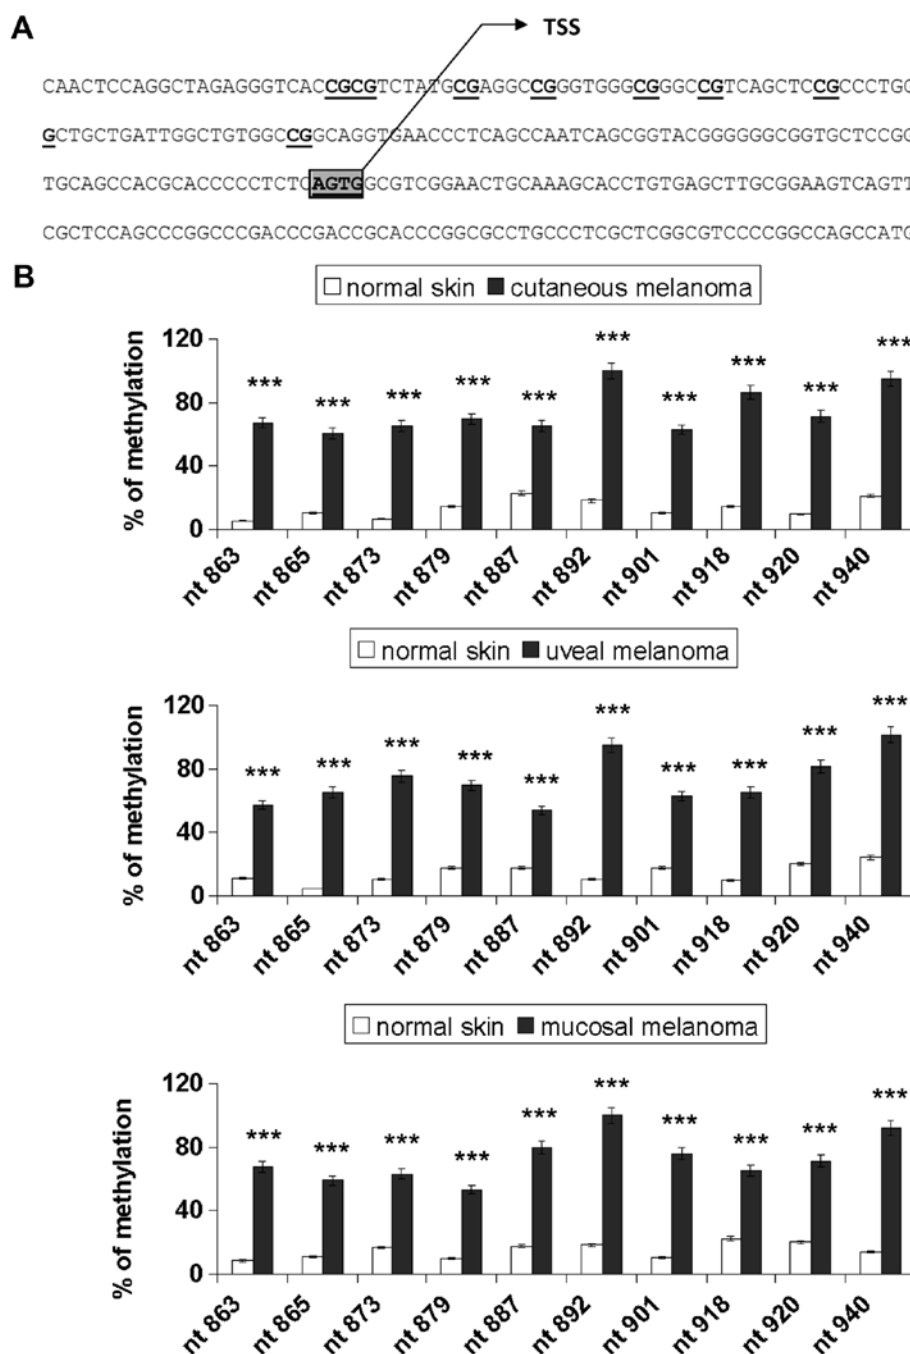 A
TSS
CAACTCCAGGCTAGAGGGTCACCGCGTCTATGCGAGGCCGGGTGGGCGGGCCGTCAGCTCCGCCCTGG
GCTGCTGATTGGCTGTGGCCGGCAGGTGAACCCTCAGCCAATCAGCGGTACGGGGGGCGGTGCTCCGG
TGCAGCCACGCACCCCCTCTCAGTGGCGTCGGAACTGCAAAGCACCTGTGAGCTTGCGGAAGTCAGTT
CGCTCCAGCCCGGCCCGACCCGACCGCACCCGGCGCCTGCCCTCGCTCGGCGTCCCCGGCCAGCCATG
B
normal skin cutaneous melanoma
% of methylation
120
80
40
0
*** *** *** *** *** *** *** *** *** ***
nt 863 nt 865 nt 873 nt 879 nt 887 nt 892 nt 901 nt 918 nt 920 nt 940
normal skin uveal melanoma
% of methylation
120
80
40
0
*** *** *** *** *** *** *** *** *** ***
nt 863 nt 865 nt 873 nt 879 nt 887 nt 892 nt 901 nt 918 nt 920 nt 940
normal skin mucosal melanoma
% of methylation
120
80
40
0
*** *** *** *** *** *** *** *** *** ***
nt 863 nt 865 nt 873 nt 879 nt 887 nt 892 nt 901 nt 918 nt 920 nt 940